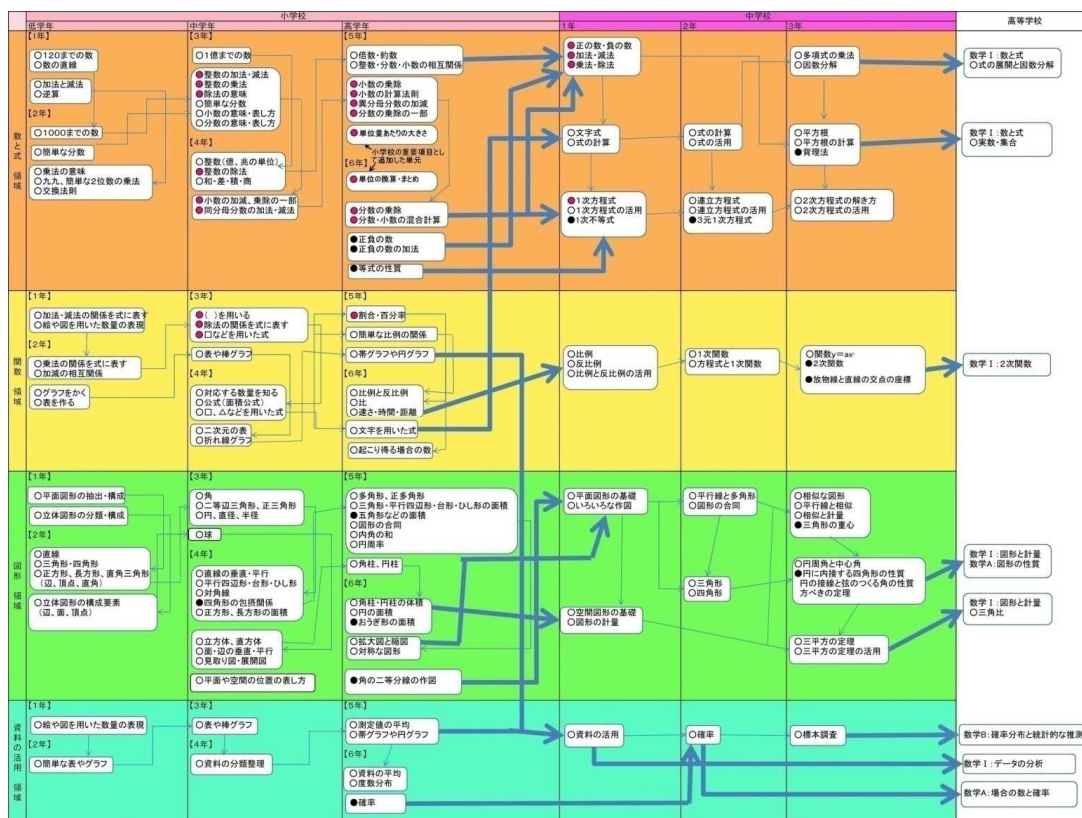 小学校
中学校
高等学校
低学年
中学年
高学年
1年
2年
3年
数と式 領域
【1年】
○120までの数
○数の直線
○加法と減法
○逆算
【2年】
○1000までの数
○簡単な分数
○乗法の意味
○九九、簡単な2位数の乗法
○交換法則
【3年】
○1億までの数
●整数の加法・減法
●整数の乗法
●除法の意味
○簡単な分数
○小数の意味・表し方
○分数の意味・表し方
【4年】
○整数(億、兆の単位)
●整数の除法
○和・差・積・商
●小数の加減、乗除の一部
●同分母分数の加法・減法
【5年】
○倍数・約数
○整数・分数・小数の相互関係
●小数の乗除
●小数の計算法則
●異分母分数の加減
●分数の乗除の一部
●単位量あたりの大きさ
小学校の重要項目とし
て追加した単元
【6年】
●単位の換算・まとめ
●分数の乗除
●分数・小数の混合計算
●正負の数
●正負の数の加法
●等式の性質
●正の数・負の数
●加法・減法
●乗法・除法
○文字式
○式の計算
●1次方程式
○1次方程式の活用
●1次不等式
○式の計算
○式の活用
○連立方程式
○連立方程式の活用
●3元1次方程式
○多項式の乗法
○因数分解
○平方根
○平方根の計算
●背理法
○2次方程式の解き方
○2次方程式の活用
数学Ⅰ:数と式
○式の展開と因数分解
数学Ⅰ:数と式
○実数・集合
関数 領域
【1年】
○加法・減法の関係を式に表す
○絵や図を用いた数量の表現
【2年】
○乗法の関係を式に表す
○加減の相互関係
○グラフをかく
○表を作る
【3年】
●( )を用いる
●除法の関係を式に表す
●□などを用いた式
○表や棒グラフ
【4年】
○対応する数量を知る
○公式(面積公式)
○□、△などを用いた式
○二次元の表
○折れ線グラフ
【5年】
●割合・百分率
○簡単な比例の関係
○帯グラフや円グラフ
【6年】
○比例と反比例
○比
○速さ・時間・距離
○文字を用いた式
○起こり得る場合の数
○比例
○反比例
○比例と反比例の活用
○1次関数
○方程式と1次関数
○関数y=ax²
●2次関数
●放物線と直線の交点の座標
数学Ⅰ:2次関数
図形 領域
【1年】
○平面図形の抽出・構成
○立体図形の分類・構成
【2年】
○直線
○三角形・四角形
○正方形、長方形、直角三角形
(辺、頂点、直角)
○立体図形の構成要素
(辺、面、頂点)
【3年】
○角
○二等辺三角形、正三角形
○円、直径、半径
○球
【4年】
○直線の垂直・平行
○平行四辺形・台形・ひし形
○対角線
●四角形の包摂関係
○正方形、長方形の面積
○立方体、直方体
○面・辺の垂直・平行
○見取り図・展開図
○平面や空間の位置の表し方
【5年】
○多角形、正多角形
○三角形・平行四辺形・台形・ひし形の面積
●五角形などの面積
○図形の合同
○内角の和
○円周率
○角柱、円柱
【6年】
○角柱・円柱の体積
○円の面積
●おうぎ形の面積
○拡大図と縮図
○対称な図形
●角の二等分線の作図
○平面図形の基礎
○いろいろな作図
○空間図形の基礎
○図形の計量
○平行線と多角形
○図形の合同
○三角形
○四角形
○相似な図形
○平行線と相似
○相似と計量
●三角形の重心
○円周角と中心角
●円に内接する四角形の性質
円の接線と弦のつくる角の性質
方べきの定理
○三平方の定理
○三平方の定理の活用
数学Ⅰ:図形と計量
数学A:図形の性質
数学Ⅰ:図形と計量
○三角比
資料の活用 領域
【1年】
○絵や図を用いた数量の表現
【2年】
○簡単な表やグラフ
【3年】
○表や棒グラフ
【4年】
○資料の分類整理
【5年】
○測定値の平均
○帯グラフや円グラフ
【6年】
○資料の平均
○度数分布
●確率
○資料の活用
○確率
○標本調査
数学B:確率分布と統計的な推測
数学Ⅰ:データの分析
数学A:場合の数と確率